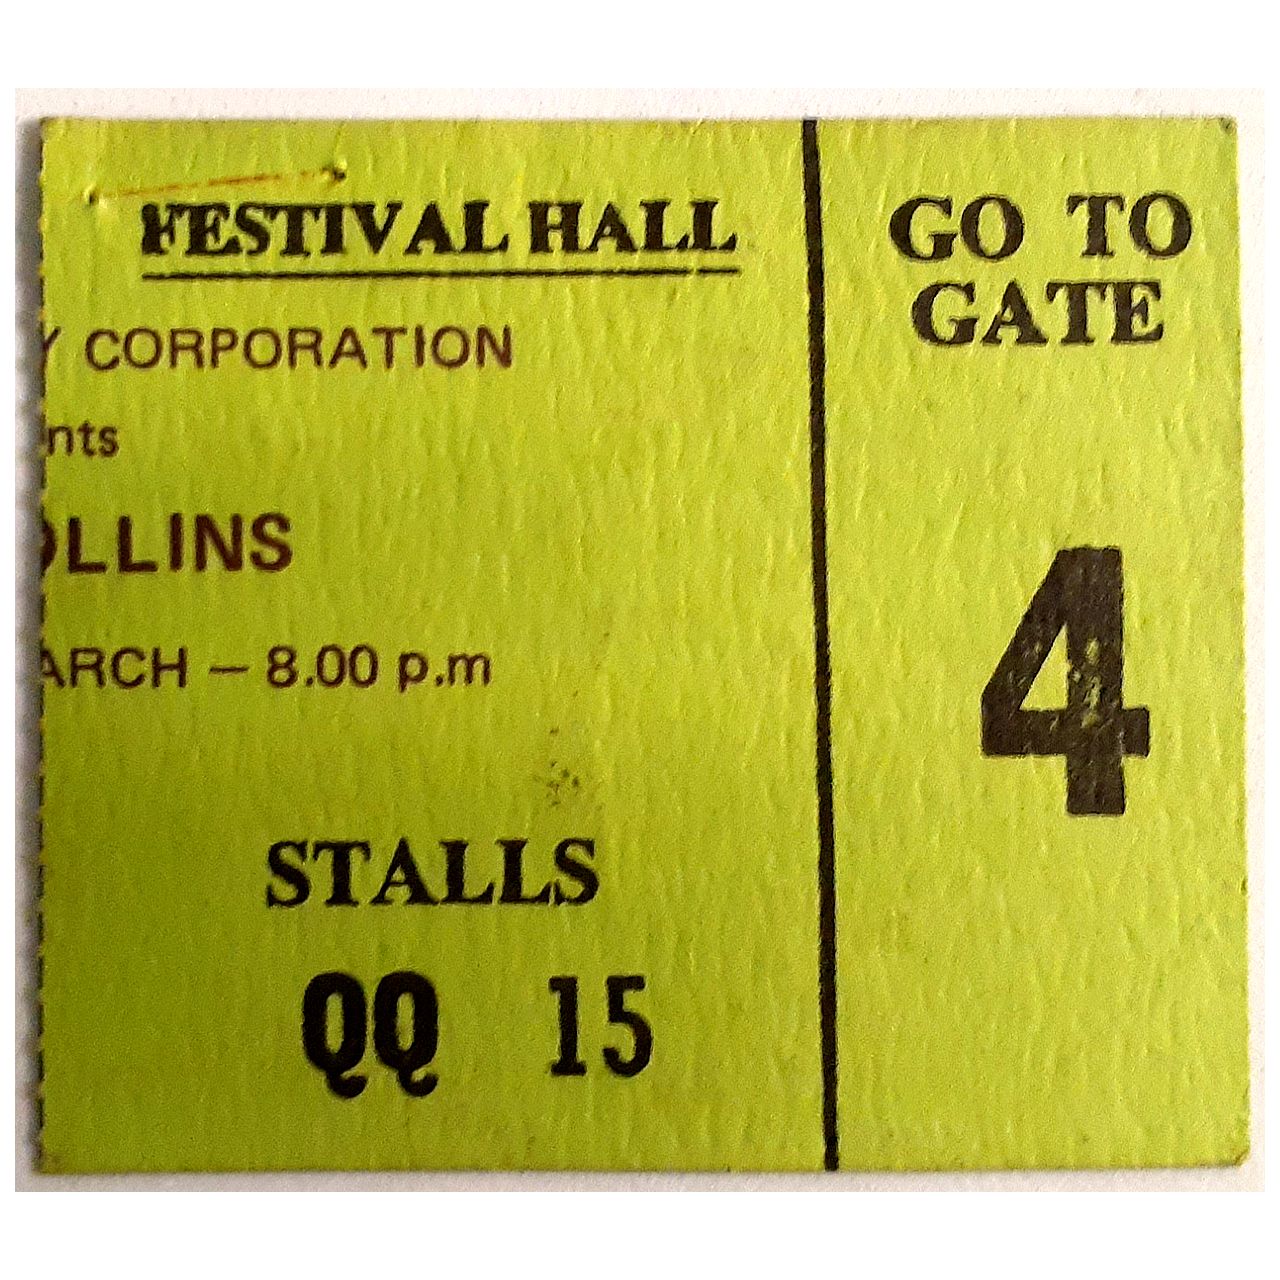 FESTIVAL HALL
Y CORPORATION
nts
OLLINS
ARCH – 8.00 p.m
STALLS
QQ 15
GO TO
GATE
4